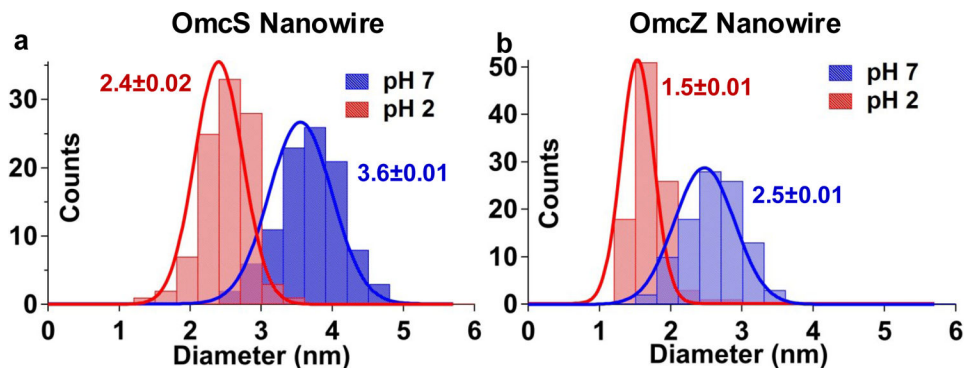 OmcS Nanowire
a
2.4±0.02
pH 7
pH 2
3.6±0.01
Counts
30
20
10
0
0 1 2 3 4 5 6
Diameter (nm)
OmcZ Nanowire
b
1.5±0.01
pH 7
pH 2
2.5±0.01
Counts
50
40
30
20
10
0
0 1 2 3 4 5 6
Diameter (nm)